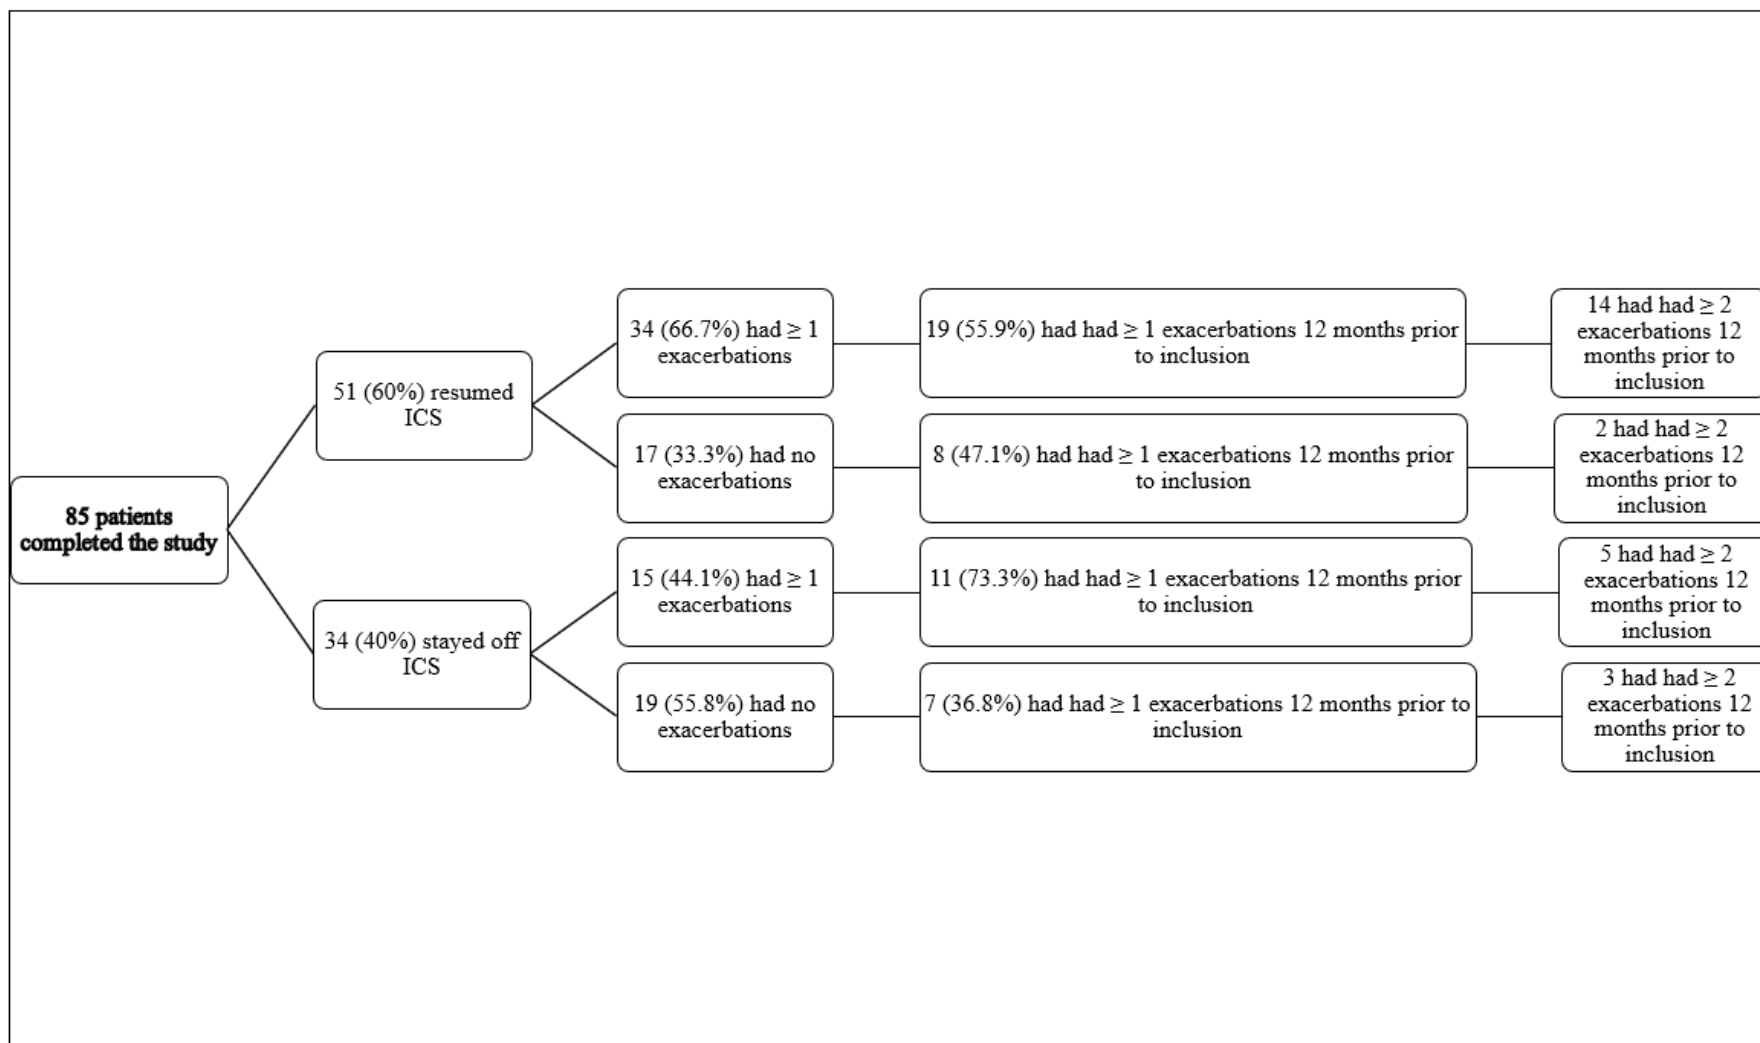 85 patients
completed the study
51 (60%) resumed
ICS
34 (40%) stayed off
ICS
34 (66.7%) had ≥ 1
exacerbations
17 (33.3%) had no
exacerbations
15 (44.1%) had ≥ 1
exacerbations
19 (55.8%) had no
exacerbations
19 (55.9%) had had ≥ 1 exacerbations 12 months prior
to inclusion
8 (47.1%) had had ≥ 1 exacerbations 12 months prior
to inclusion
11 (73.3%) had had ≥ 1 exacerbations 12 months prior
to inclusion
7 (36.8%) had had ≥ 1 exacerbations 12 months prior to
inclusion
14 had had ≥ 2
exacerbations 12
months prior to
inclusion
2 had had ≥ 2
exacerbations 12
months prior to
inclusion
5 had had ≥ 2
exacerbations 12
months prior to
inclusion
3 had had ≥ 2
exacerbations 12
months prior to
inclusion